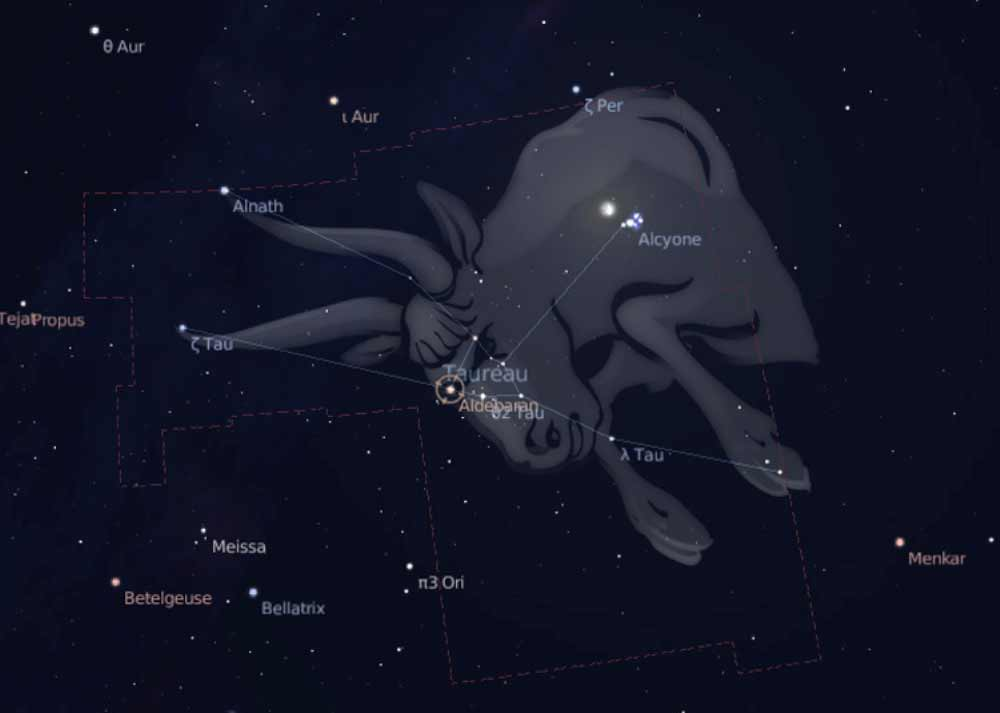 θ Aur
ι Aur
ζ Per
Alnath
Alcyone
Tejat
Propus
ζ Tau
Taureau
Aldebaran
θ2 Tau
λ Tau
Meissa
Menkar
π3 Ori
Betelgeuse
Bellatrix